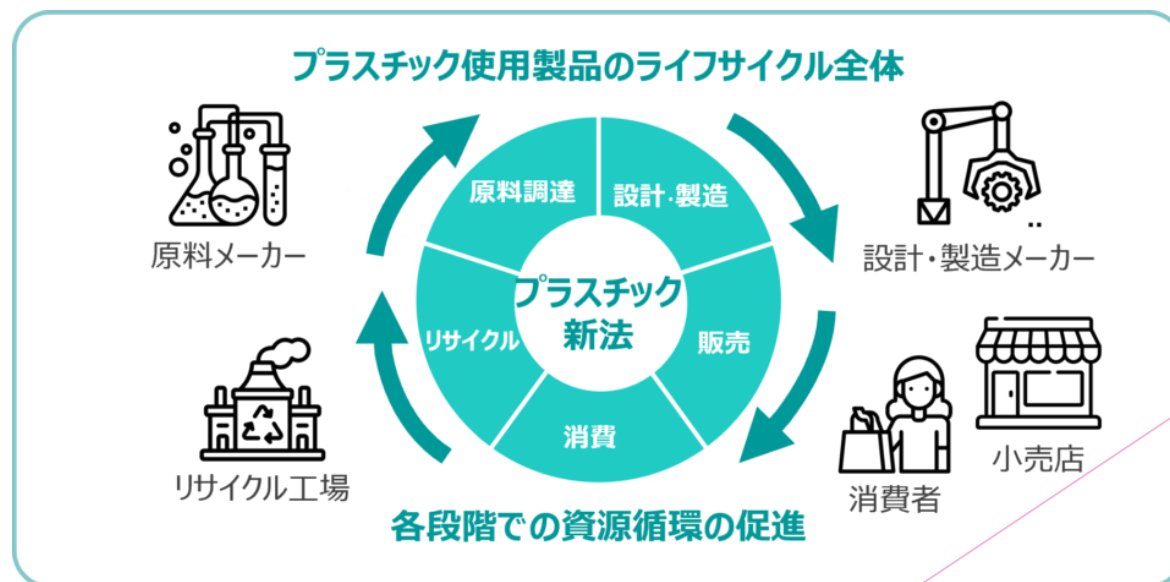 プラスチック使用製品のライフサイクル全体
原料調達
設計・製造
原料メーカー
設計・製造メーカー
プラスチック
新法
リサイクル
販売
消費
リサイクル工場
小売店
消費者
各段階での資源循環の促進